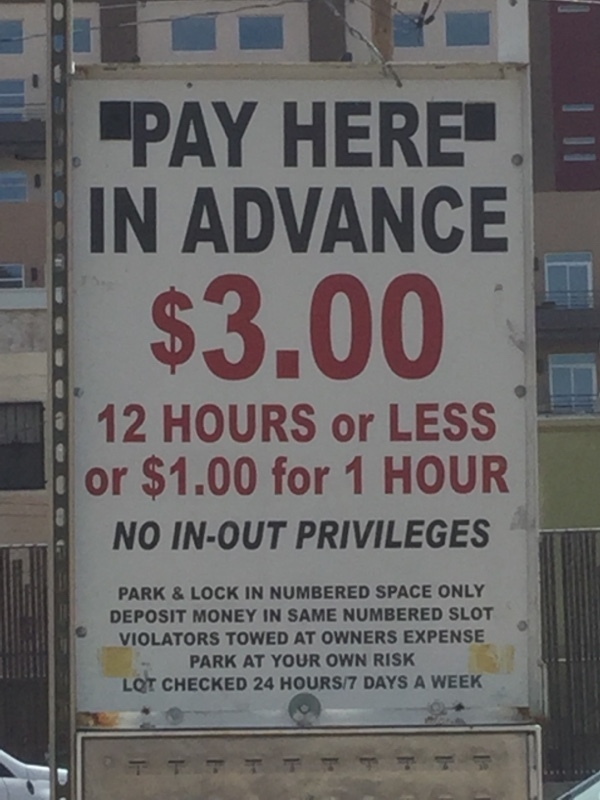 "PAY HERE"
IN ADVANCE
$3.00
12 HOURS or LESS
or $1.00 for 1 HOUR
NO IN-OUT PRIVILEGES
PARK & LOCK IN NUMBERED SPACE ONLY
DEPOSIT MONEY IN SAME NUMBERED SLOT
VIOLATORS TOWED AT OWNERS EXPENSE
PARK AT YOUR OWN RISK
LOT CHECKED 24 HOURS/7 DAYS A WEEK